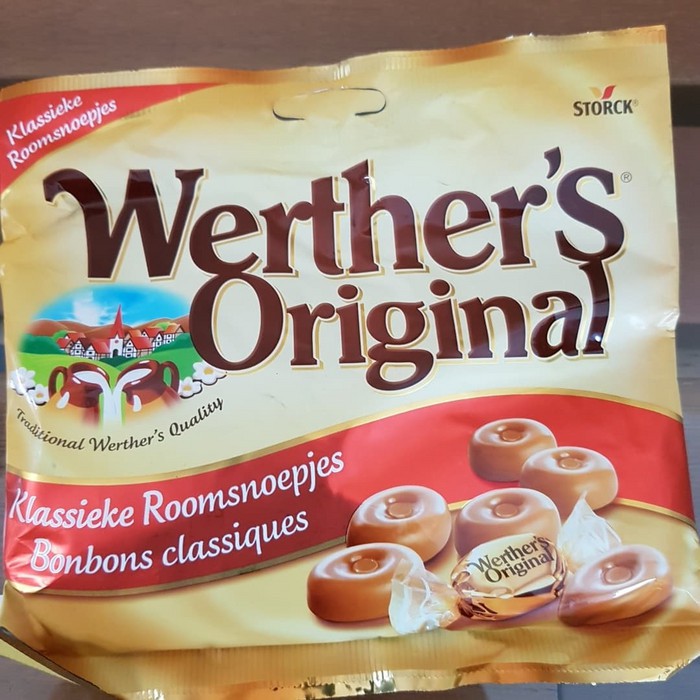 Klassieke
Roomsnoepjes
STORCK®
Werther's®
Original
Traditional Werther's Quality
Klassieke Roomsnoepjes
Bonbons classiques
Werther's
Original